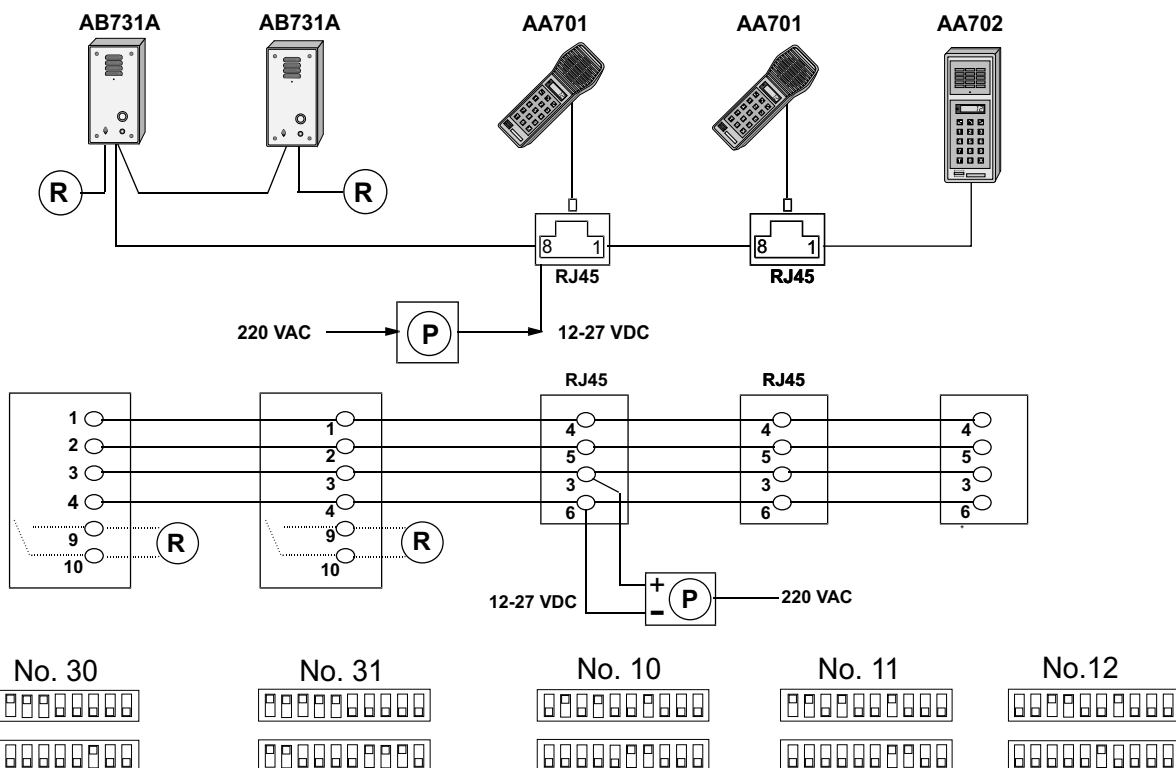 AB731A AB731A AA701 AA701 AA702
R R
8 1 8 1
RJ45 RJ45
220 VAC P 12-27 VDC
RJ45 RJ45
1 1 4 4 4
2 2 5 5 5
3 3 3 3 3
4 4 6 6 6
9 R 9 R
10 10
12-27 VDC + - P 220 VAC
No. 30 No. 31 No. 10 No. 11 No.12